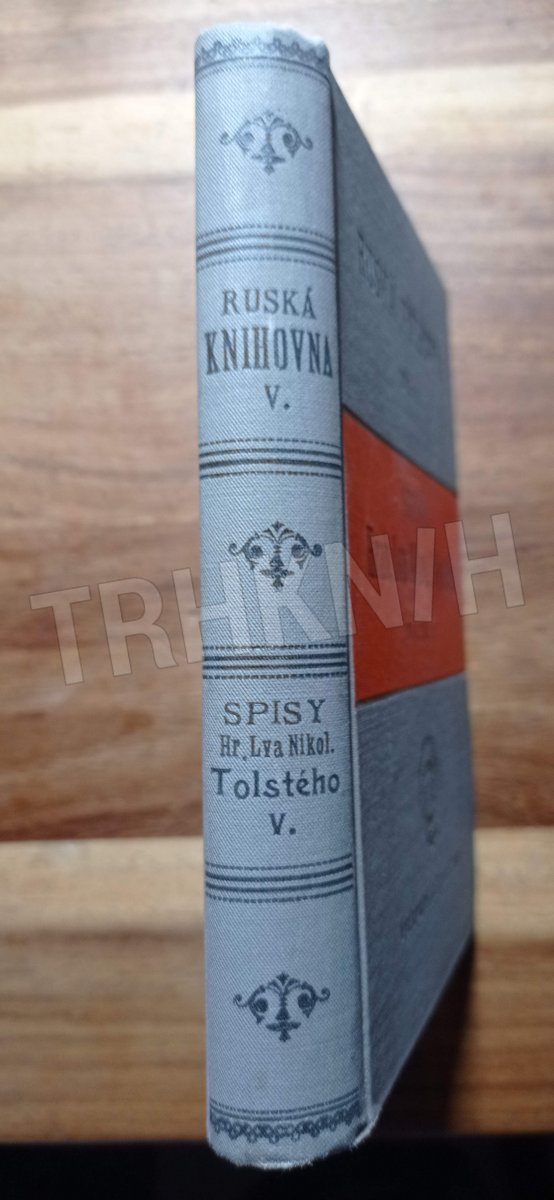 RUSKÁ
KNIHOVNA
V.
TRHKNIH
SPISY
Hr. Lva Nikol.
Tolstého
V.